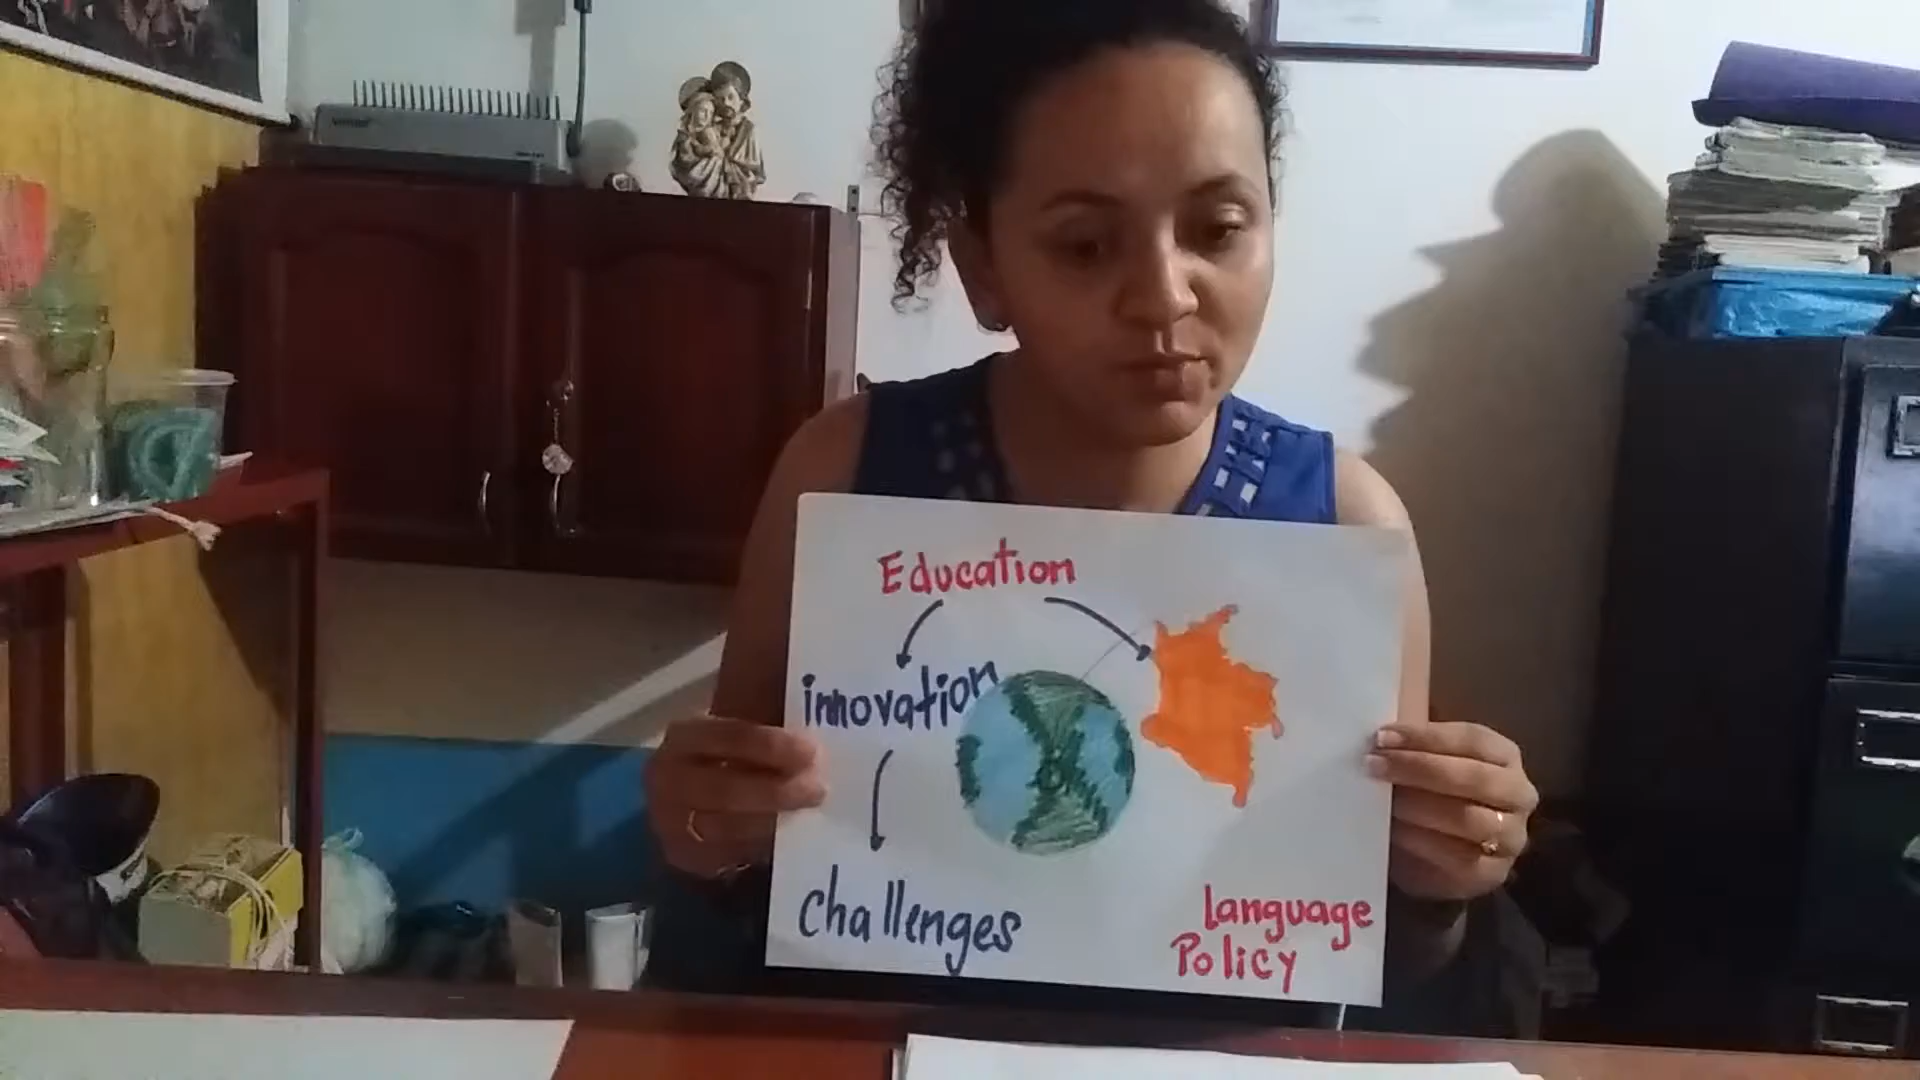 Education
innovation
challenges
Language
Policy